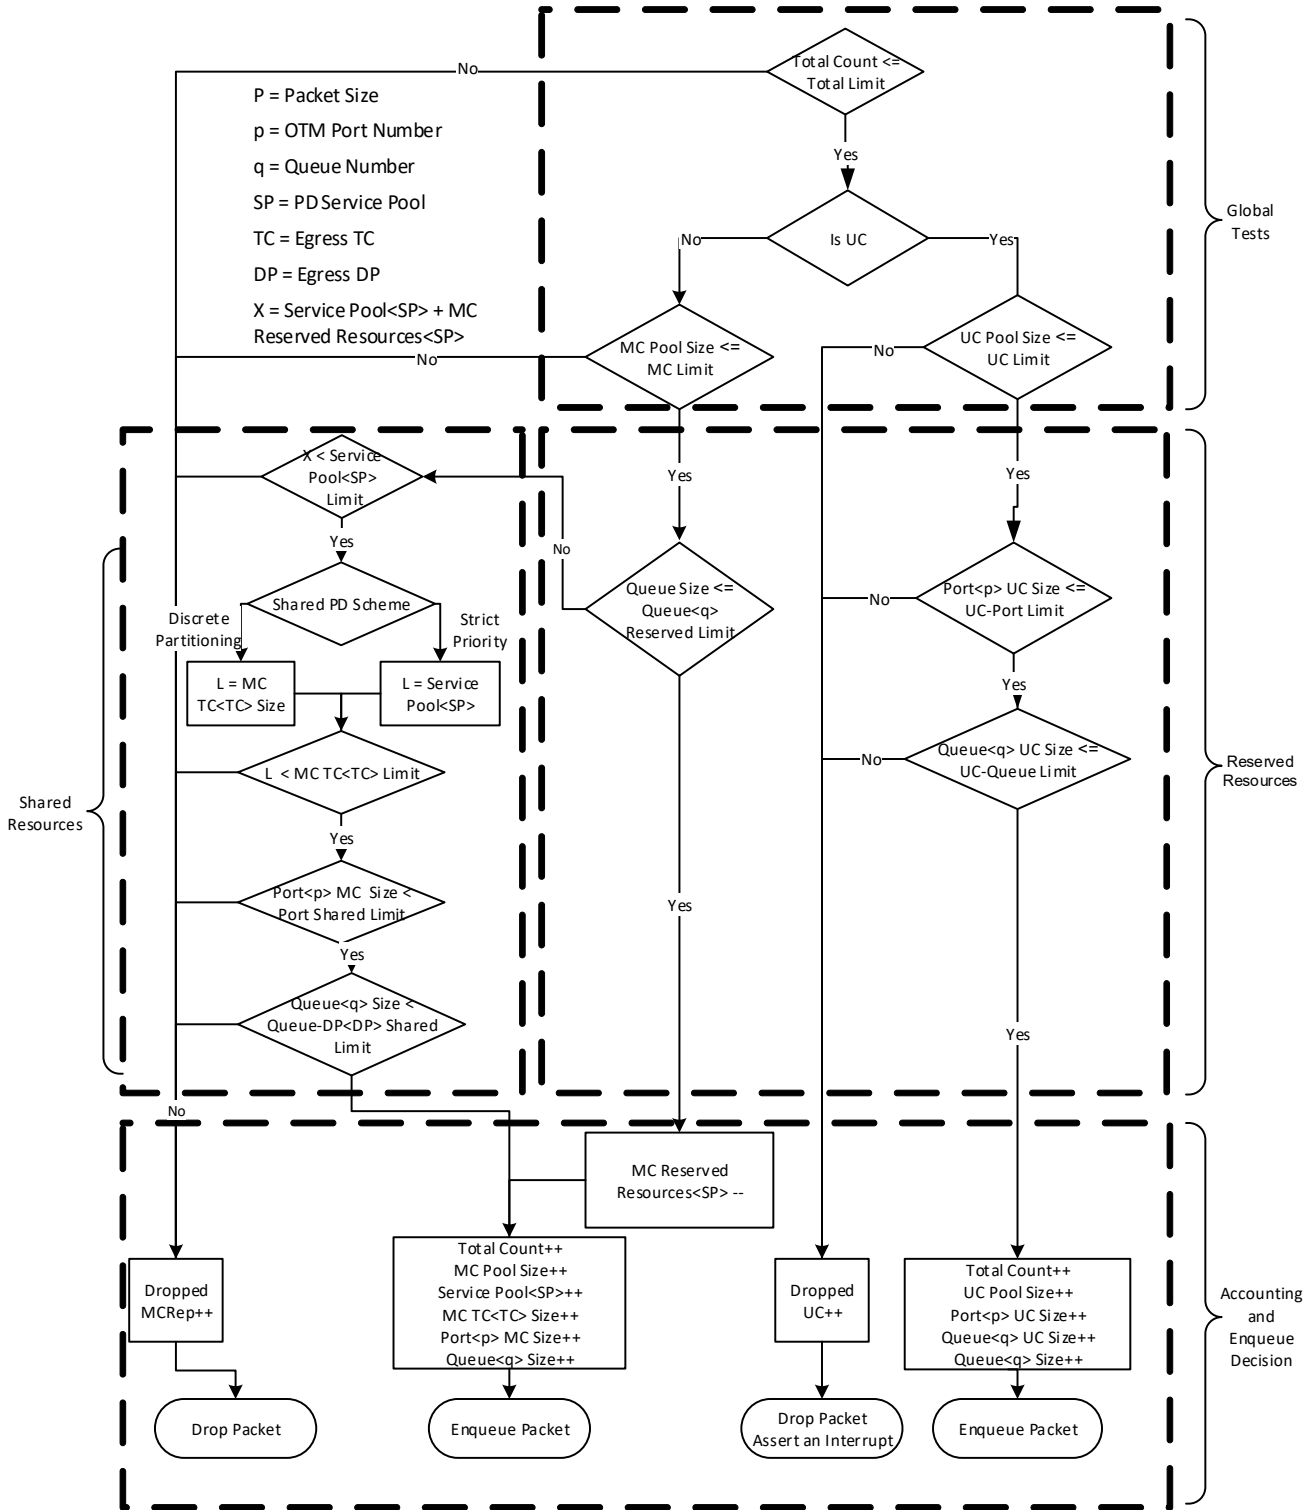 Total Count <=
Total Limit
No
P = Packet Size
p = OTM Port Number
q = Queue Number
SP = PD Service Pool
TC = Egress TC
DP = Egress DP
X = Service Pool<SP> + MC
Reserved Resources<SP>
Yes
Is UC
No
Yes
Global
Tests
MC Pool Size <=
MC Limit
No
UC Pool Size <=
UC Limit
No
X < Service
Pool<SP>
Limit
Yes
Yes
Yes
No
Shared PD Scheme
Discrete
Partitioning
Strict
Priority
Queue Size <=
Queue<q>
Reserved Limit
Port<p> UC Size <=
UC-Port Limit
No
L = MC
TC<TC> Size
L = Service
Pool<SP>
Yes
L < MC TC<TC> Limit
Queue<q> UC Size <=
UC-Queue Limit
No
Reserved
Resources
Shared
Resources
Yes
Port<p> MC Size <
Port Shared Limit
Yes
Yes
Queue<q> Size <
Queue-DP<DP> Shared
Limit
Yes
No
MC Reserved
Resources<SP> --
Dropped
MCRep++
Total Count++
MC Pool Size++
Service Pool<SP>++
MC TC<TC> Size++
Port<p> MC Size++
Queue<q> Size++
Dropped
UC++
Total Count++
UC Pool Size++
Port<p> UC Size++
Queue<q> UC Size++
Queue<q> Size++
Accounting
and
Enqueue
Decision
Drop Packet
Enqueue Packet
Drop Packet
Assert an Interrupt
Enqueue Packet